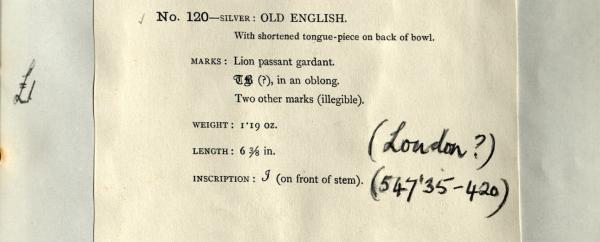 £1
No. 120—SILVER: OLD ENGLISH.
With shortened tongue-piece on back of bowl.
MARKS: Lion passant gardant.
TB (?), in an oblong.
Two other marks (illegible).
WEIGHT: 1·19 oz.
LENGTH: 6 3/8 in.
INSCRIPTION: I (on front of stem).
(London?)
(547'35-420)